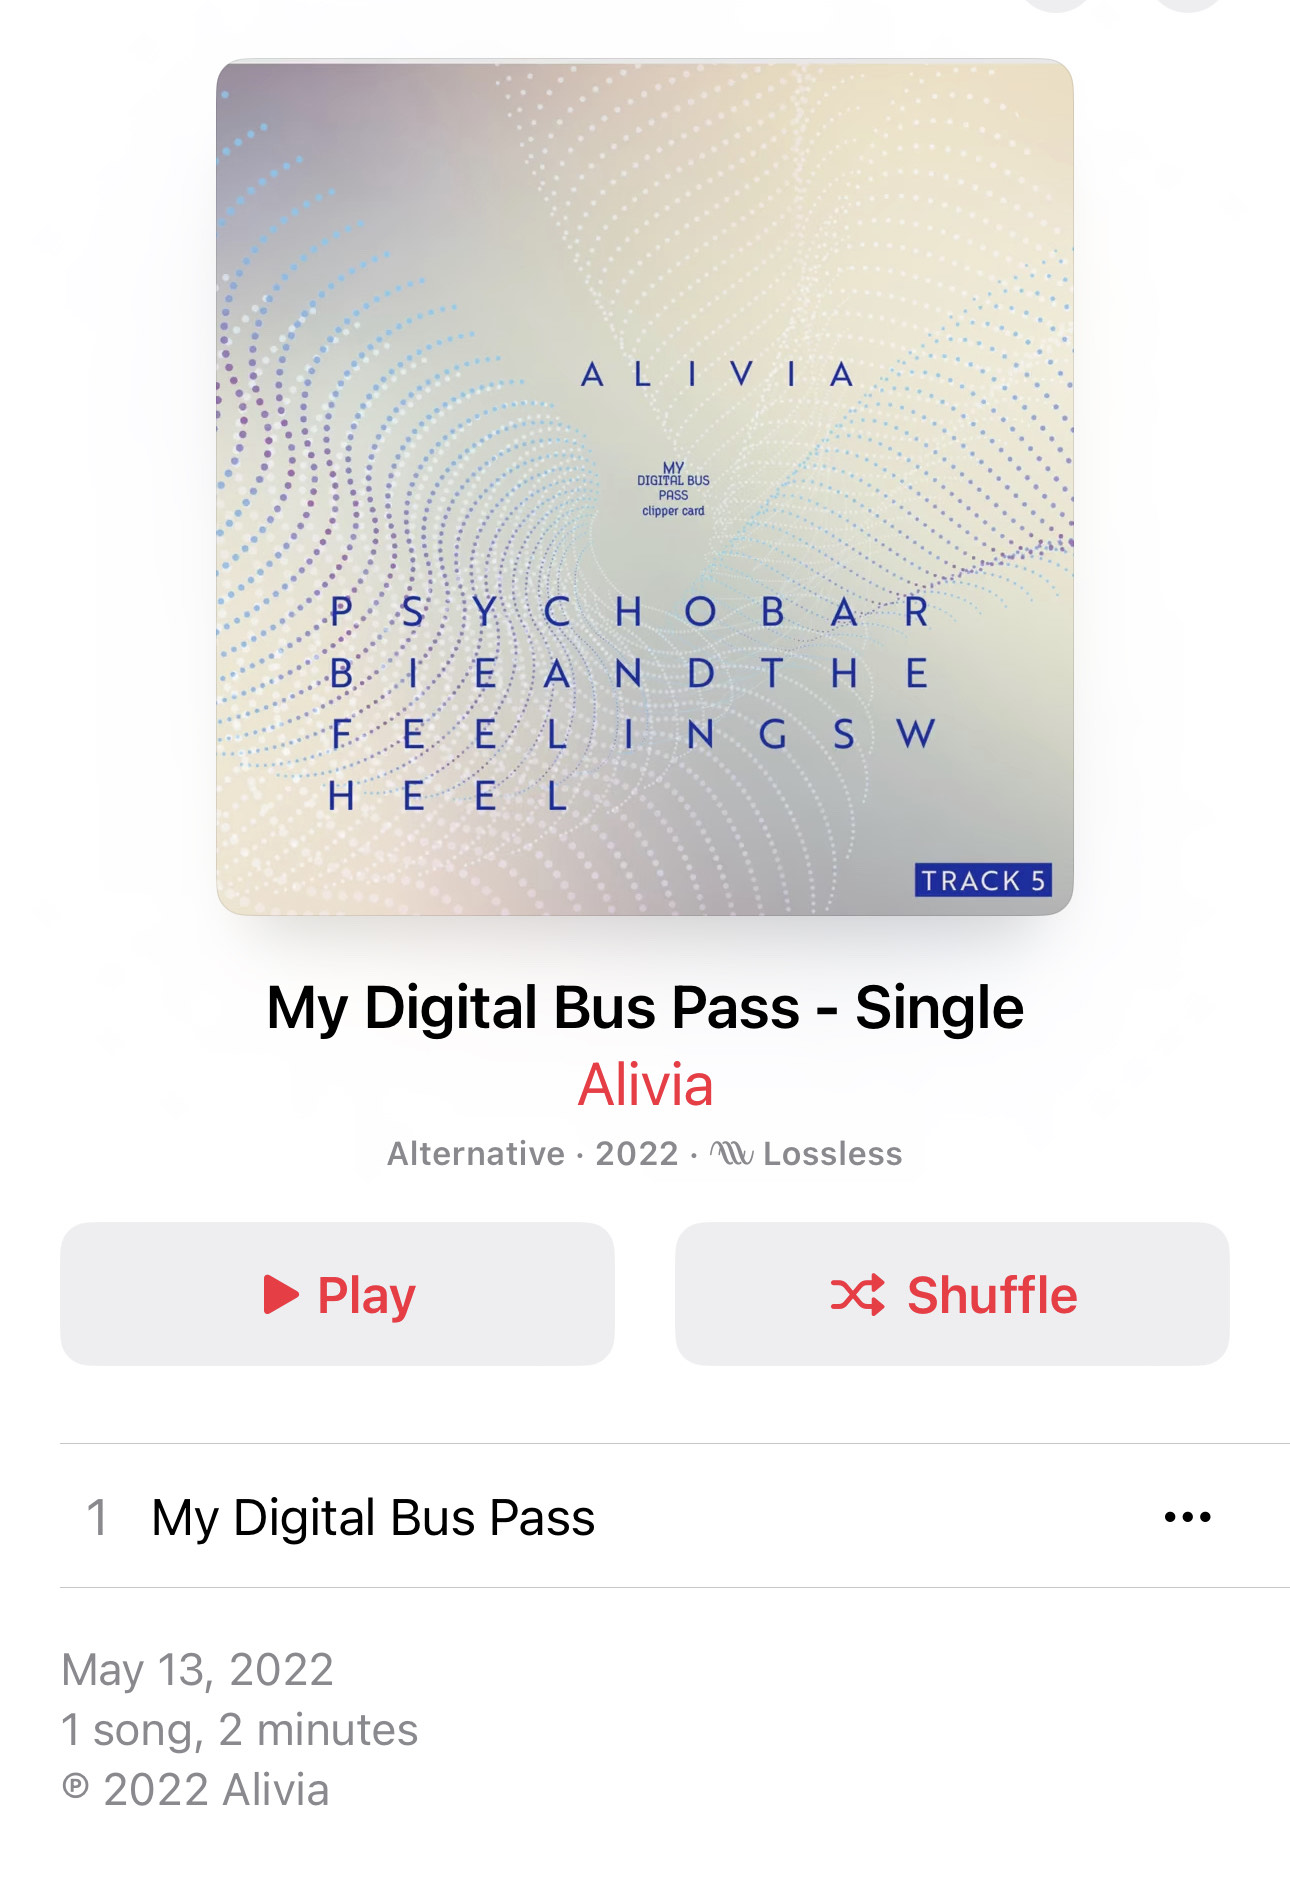 A L I V I A
MY
DIGITAL BUS
PASS
clipper card
P S Y C H O B A R
B I E A N D T H E
F E E L I N G S W
H E E L
TRACK 5
My Digital Bus Pass - Single
Alivia
Alternative · 2022 · Lossless
Play
Shuffle
1 My Digital Bus Pass
May 13, 2022
1 song, 2 minutes
℗ 2022 Alivia